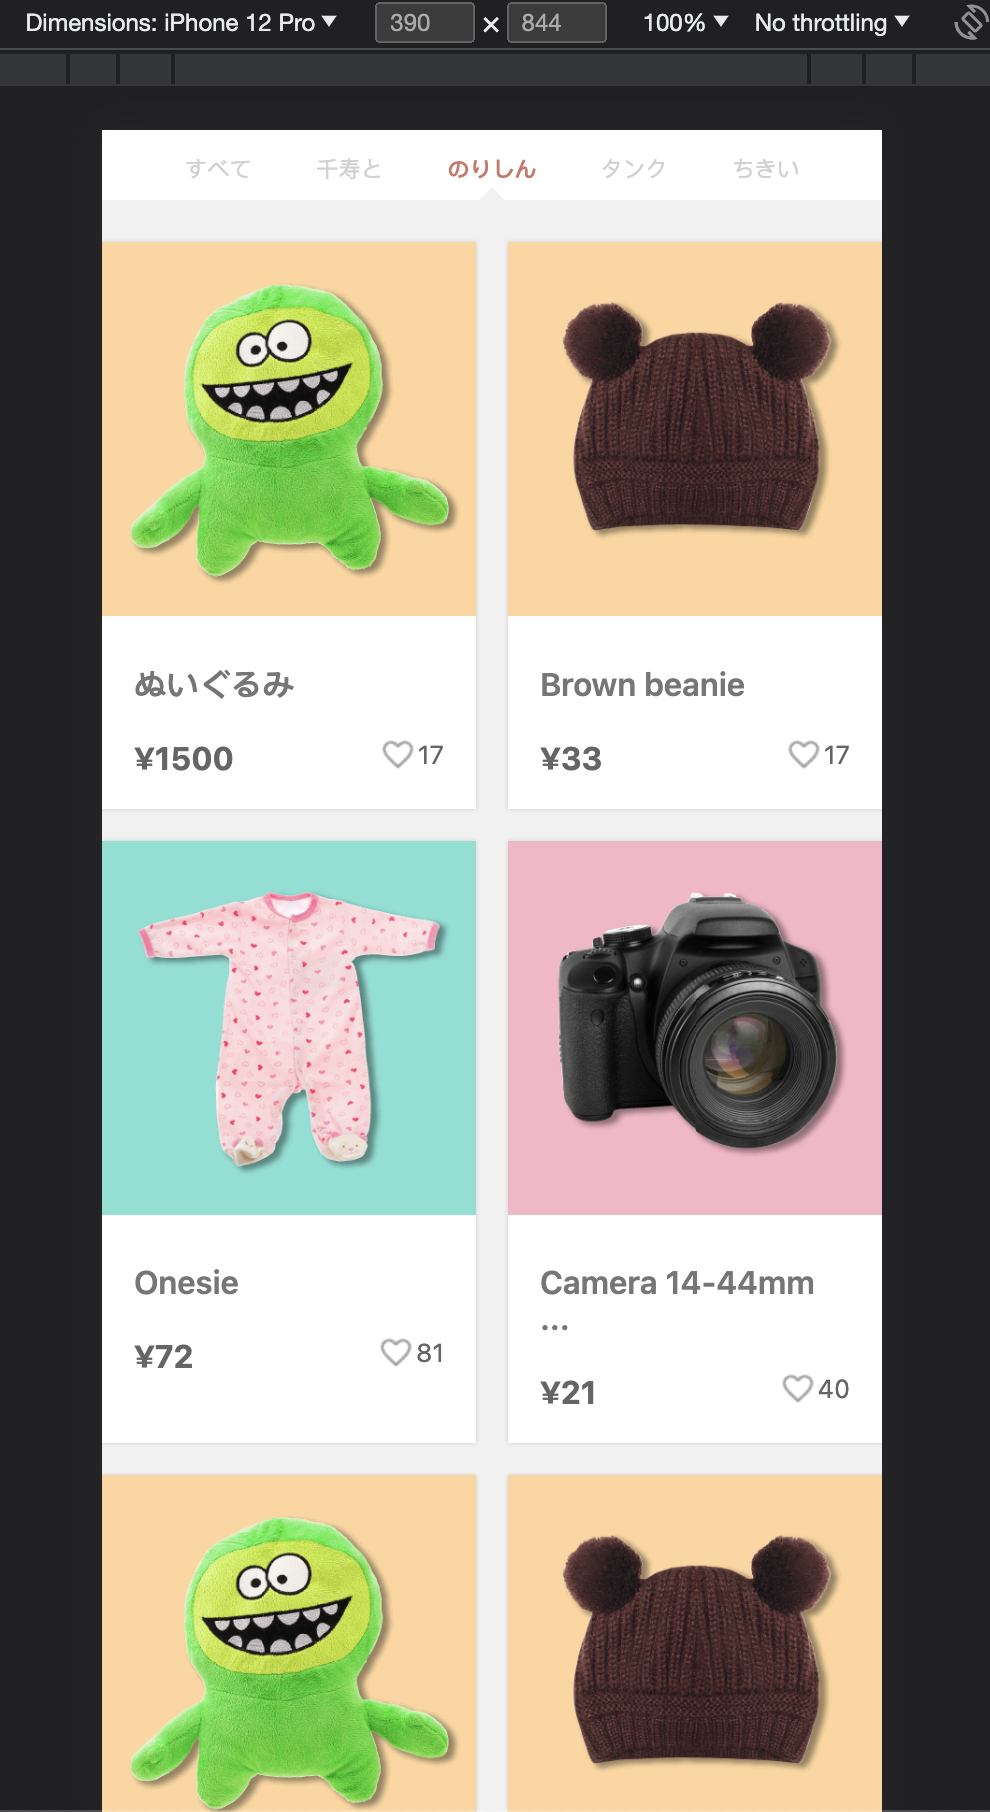 Dimensions: iPhone 12 Pro ▼ 390 × 844 100% ▼ No throttling ▼
すべて 千寿と のりしん タンク ちきい
ぬいぐるみ
¥1500 17
Brown beanie
¥33 17
Onesie
¥72 81
Camera 14-44mm
...
¥21 40